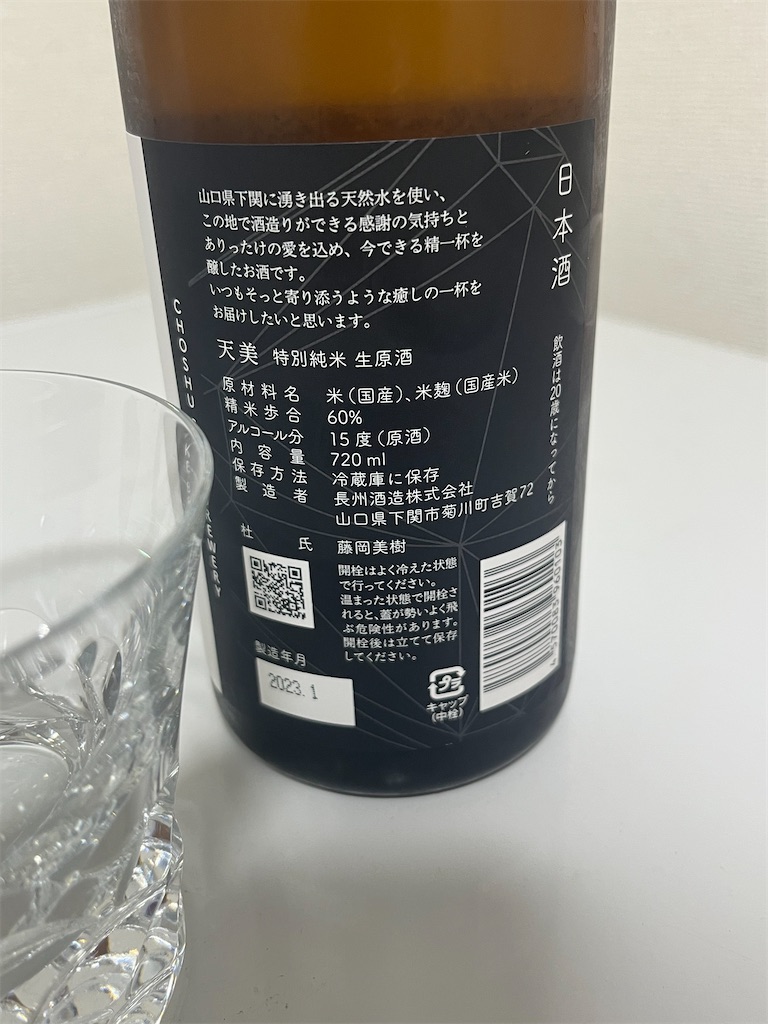 山口県下関に湧き出る天然水を使い、
この地で酒造りができる感謝の気持ちと
ありったけの愛を込め、今できる精一杯を
醸したお酒です。
いつもそっと寄り添うような癒しの一杯を
お届けしたいと思います。
天美 特別純米 生原酒
原材料名 米（国産）、米麹（国産米）
精米歩合 60%
アルコール分 15度（原酒）
内容量 720ml
保存方法 冷蔵庫に保存
製造者 長州酒造株式会社
山口県下関市菊川町吉賀72
杜氏 藤岡美樹
開栓はよく冷えた状態
で行ってください。
温まった状態で開栓さ
れると、蓋が勢いよく飛
ぶ危険性があります。
開栓後は立てて保存
してください。
製造年月
2023.1
プラ
キャップ
（中栓）
日本酒
飲酒は20歳になってから
CHOSHU
REWERY